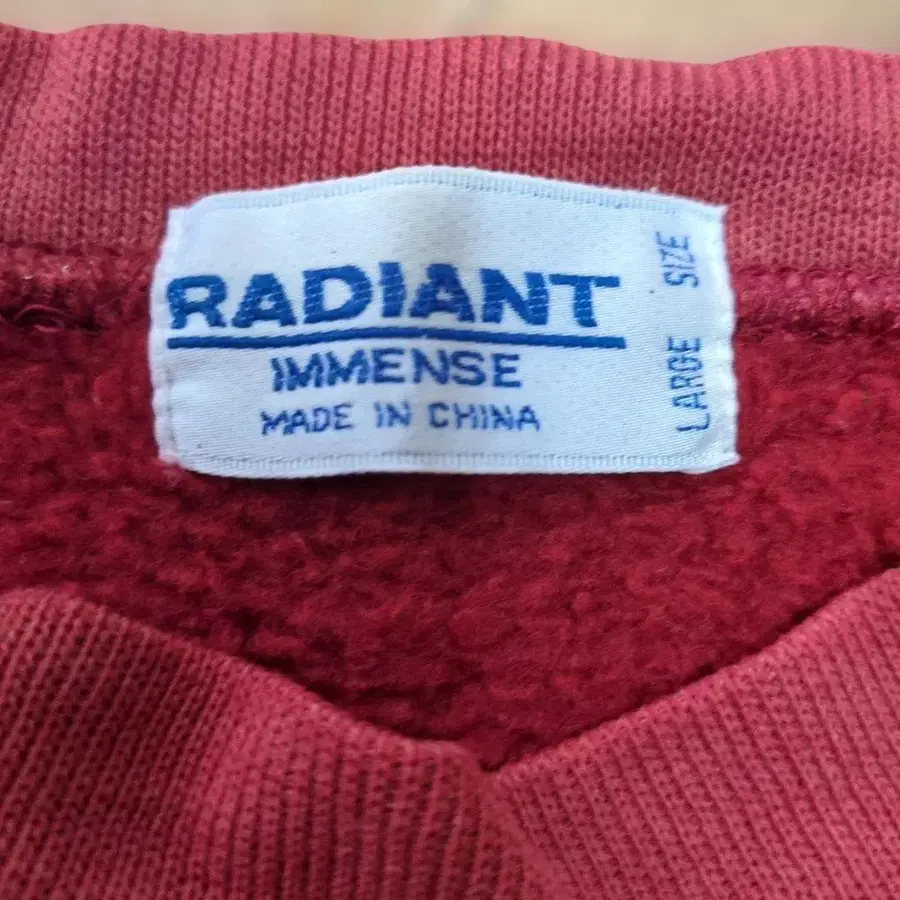 RADIANT
IMMENSE
MADE IN CHINA
LARGE SIZE